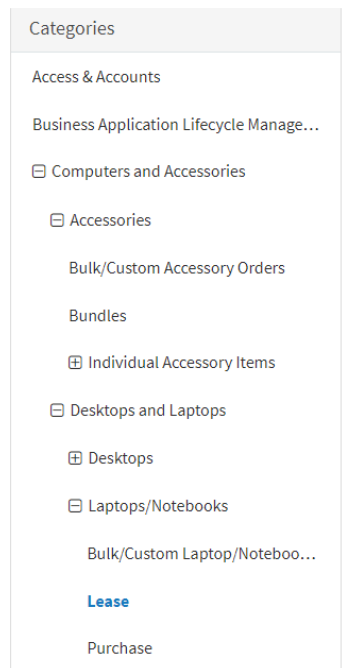 Categories
Access & Accounts
Business Application Lifecycle Manage...
Computers and Accessories
Accessories
Bulk/Custom Accessory Orders
Bundles
Individual Accessory Items
Desktops and Laptops
Desktops
Laptops/Notebooks
Bulk/Custom Laptop/Noteboo...
Lease
Purchase